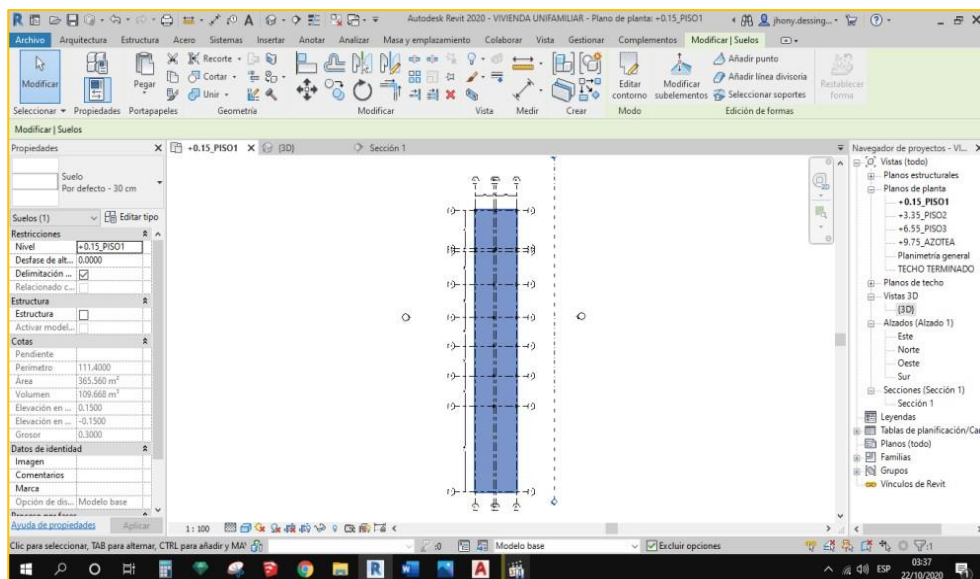 Autodesk Revit 2020 - VIVIENDA UNIFAMILIAR - Plano de planta: +0.15_PISO1
jhony.dessing...
Archivo Arquitectura Estructura Acero Sistemas Insertar Anotar Analizar Masa y emplazamiento Colaborar Vista Gestionar Complementos Modificar | Suelos
Modificar
Pegar
Recorte
Cortar
Unir
Editar contorno
Modificar subelementos
Añadir punto
Añadir línea divisoria
Seleccionar soportes
Restablecer forma
Seleccionar Propiedades Portapapeles Geometría Modificar Vista Medir Crear Modo Edición de formas
Modificar | Suelos
Propiedades X
+0.15_PISO1 X {3D} Sección 1
Navegador de proyectos - VI... X
Suelo
Por defecto - 30 cm
Suelos (1) Editar tipo
Restricciones
Nivel +0.15_PISO1
Desfase de alt... 0.0000
Delimitación ...
Relacionado c...
Estructura
Estructura
Activar model...
Cotas
Pendiente
Perímetro 111.4000
Área 365.560 m²
Volumen 109.668 m³
Elevación en ... 0.1500
Elevación en ... -0.1500
Grosor 0.3000
Datos de identidad
Imagen
Comentarios
Marca
Opción de dis... Modelo base
Proceso por fases
Ayuda de propiedades Aplicar
Vistas (todo)
Planos estructurales
Planos de planta
+0.15_PISO1
+3.35_PISO2
+6.55_PISO3
+9.75_AZOTEA
Planimetría general
TECHO TERMINADO
Planos de techo
Vistas 3D
{3D}
Alzados (Alzado 1)
Este
Norte
Oeste
Sur
Secciones (Sección 1)
Sección 1
Leyendas
Tablas de planificación/Can
Planos (todo)
Familias
Grupos
Vínculos de Revit
1 : 100
Clic para seleccionar, TAB para alternar, CTRL para añadir y MAY
:0 Modelo base Excluir opciones :1
ESP 03:37
22/10/2020